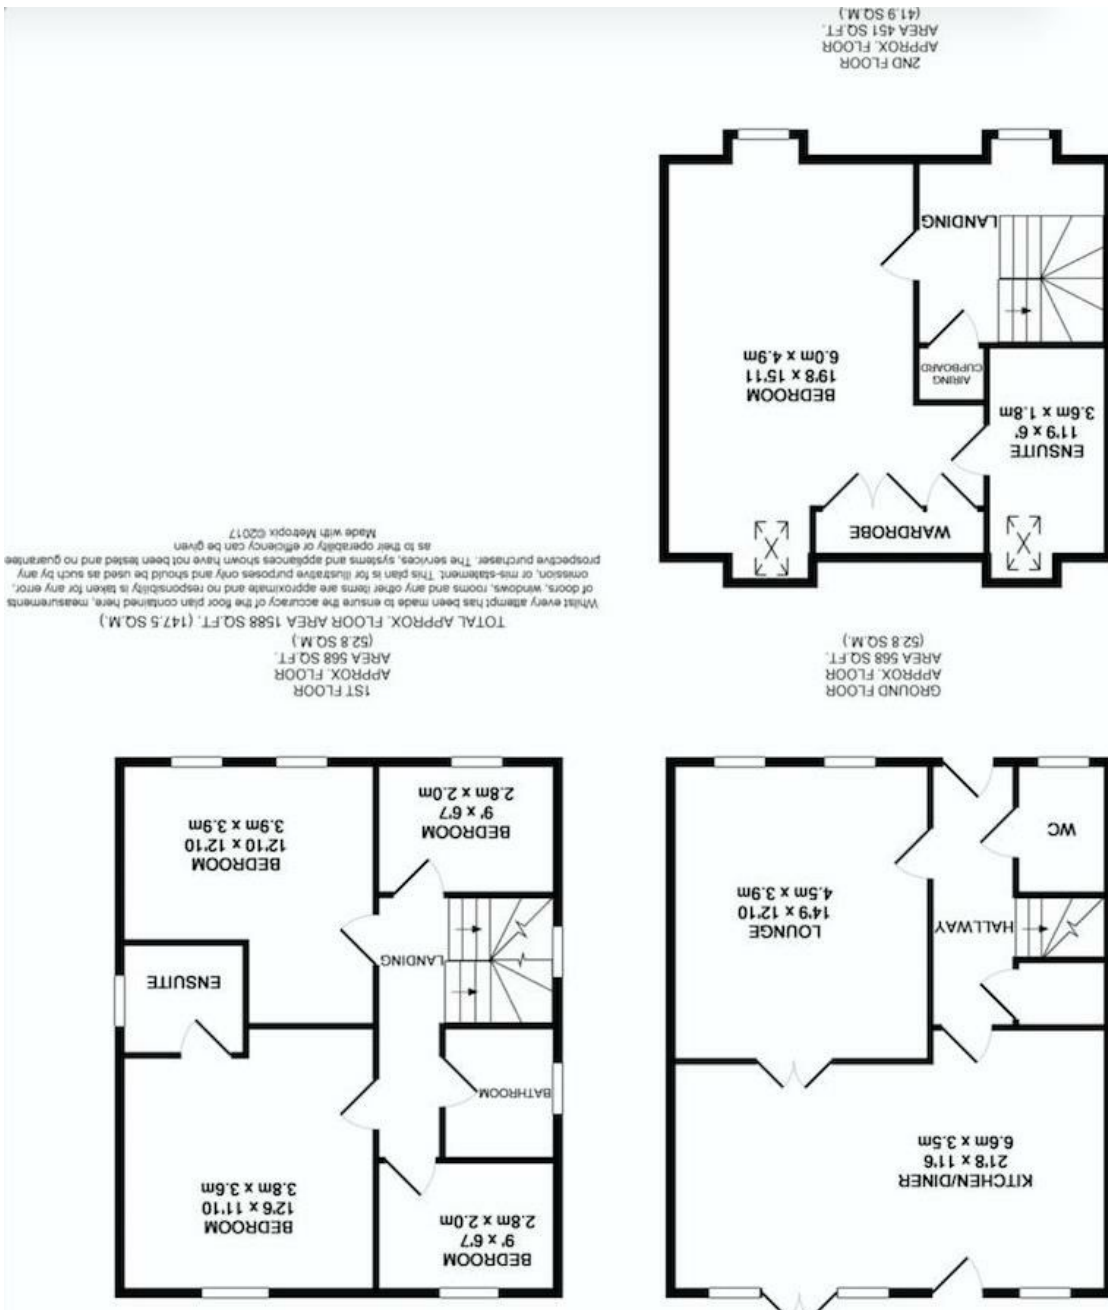 KITCHEN/DINER
21'8 x 11'6
6.6m x 3.5m
HALLWAY
LOUNGE
14'9 x 12'10
4.5m x 3.9m
WC
GROUND FLOOR
APPROX. FLOOR
AREA 568 SQ.FT.
(52.8 SQ.M.)
BEDROOM
9' x 6'7
2.8m x 2.0m
BEDROOM
12'6 x 11'10
3.8m x 3.6m
BATHROOM
ENSUITE
LANDING
BEDROOM
9' x 6'7
2.8m x 2.0m
BEDROOM
12'10 x 12'10
3.9m x 3.9m
1ST FLOOR
APPROX. FLOOR
AREA 568 SQ.FT.
(52.8 SQ.M.)
WARDROBE
ENSUITE
11'9 x 6'
3.6m x 1.8m
BEDROOM
19'8 x 15'11
6.0m x 4.9m
AIRING
CUPBOARD
LANDING
2ND FLOOR
APPROX. FLOOR
AREA 451 SQ.FT.
(41.9 SQ.M.)
TOTAL APPROX. FLOOR AREA 1588 SQ.FT. (147.5 SQ.M.)
Whilst every attempt has been made to ensure the accuracy of the floor plan contained here, measurements
of doors, windows, rooms and any other items are approximate and no responsibility is taken for any error,
omission, or mis-statement. This plan is for illustrative purposes only and should be used as such by any
prospective purchaser. The services, systems and appliances shown have not been tested and no guarantee
as to their operability or efficiency can be given
Made with Metropix ©2017